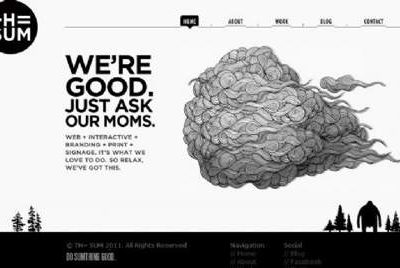 TH=
SUM
HOME ABOUT WORK BLOG CONTACT
WE'RE
GOOD.
JUST ASK
OUR MOMS.
WEB + INTERACTIVE +
BRANDING + PRINT +
SIGNAGE. IT'S WHAT WE
LOVE TO DO. SO RELAX,
WE'VE GOT THIS.
© TH= SUM 2011. All Rights Reserved
DO SUMTHING GOOD.
Navigation
// Home
// About
Social
// Blog
// Facebook